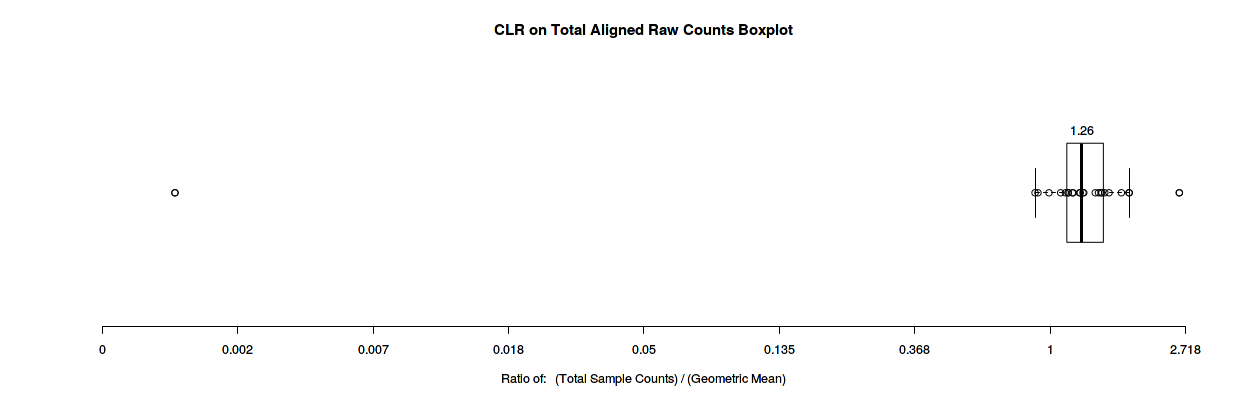 CLR on Total Aligned Raw Counts Boxplot
1.26
0 0.002 0.007 0.018 0.05 0.135 0.368 1 2.718
Ratio of: (Total Sample Counts) / (Geometric Mean)